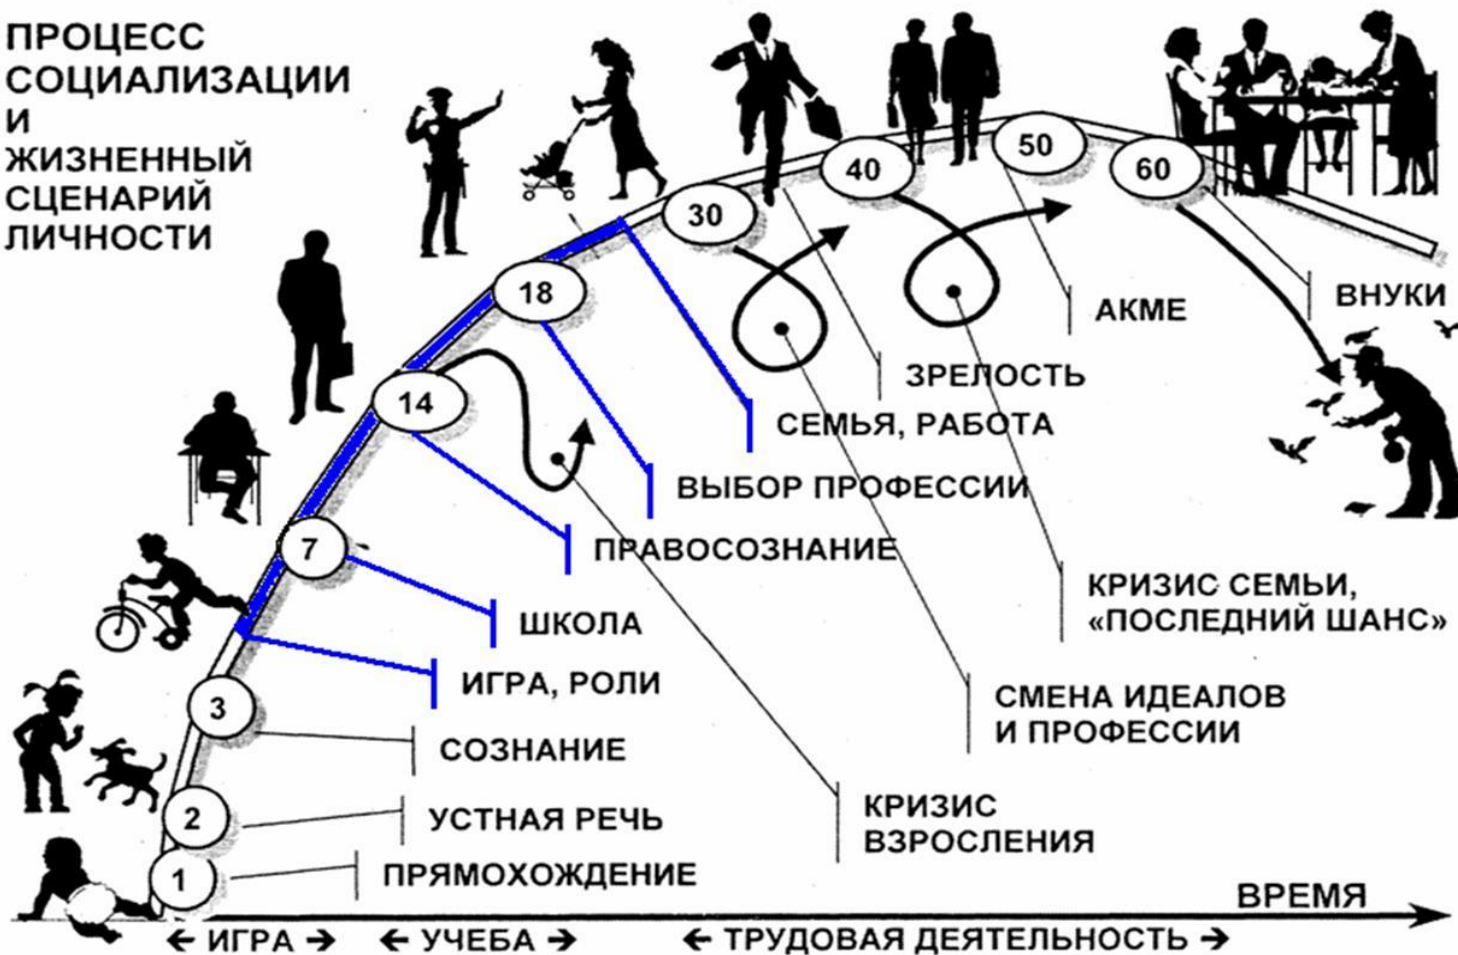 ПРОЦЕСС
СОЦИАЛИЗАЦИИ
И
ЖИЗНЕННЫЙ
СЦЕНАРИЙ
ЛИЧНОСТИ
50
40
60
30
18
14
7
3
2
1
ВНУКИ
АКМЕ
ЗРЕЛОСТЬ
СЕМЬЯ, РАБОТА
ВЫБОР ПРОФЕССИИ
ПРАВОСОЗНАНИЕ
КРИЗИС СЕМЬИ,
«ПОСЛЕДНИЙ ШАНС»
ШКОЛА
ИГРА, РОЛИ
СМЕНА ИДЕАЛОВ
И ПРОФЕССИИ
СОЗНАНИЕ
УСТНАЯ РЕЧЬ
КРИЗИС
ВЗРОСЛЕНИЯ
ПРЯМОХОЖДЕНИЕ
ВРЕМЯ
← ИГРА → ← УЧЕБА → ← ТРУДОВАЯ ДЕЯТЕЛЬНОСТЬ →